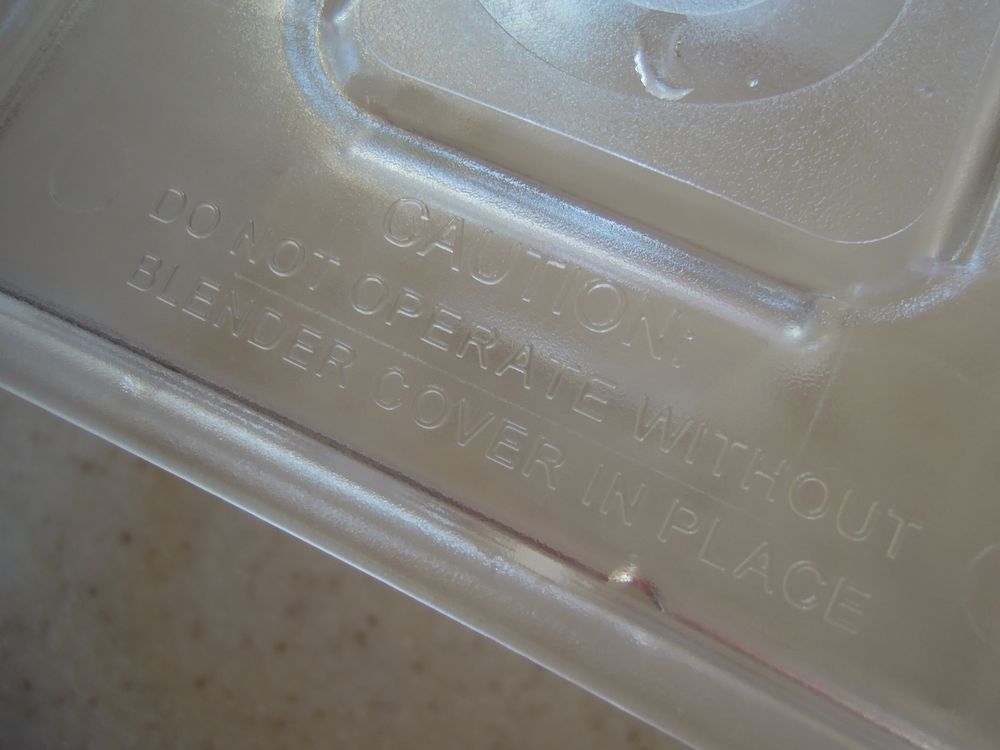 CAUTION:
DO NOT OPERATE WITHOUT
BLENDER COVER IN PLACE